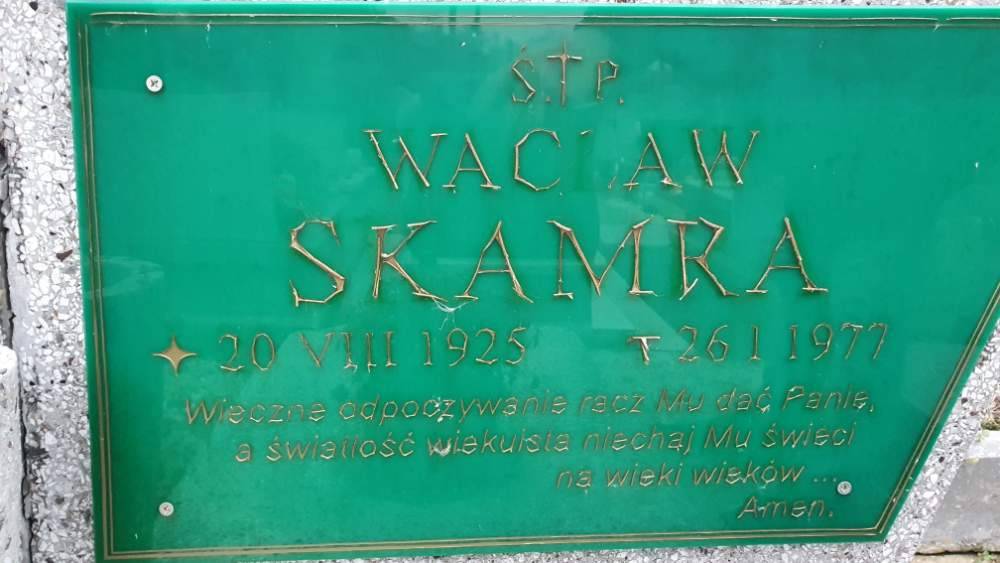 Ś.†P.
WACŁAW
SKAMRA
20 VIII 1925 † 26 I 1977
Wieczne odpoczywanie racz Mu dać Panie,
a światłość wiekuista niechaj Mu świeci
na wieki wieków ...
Amen.